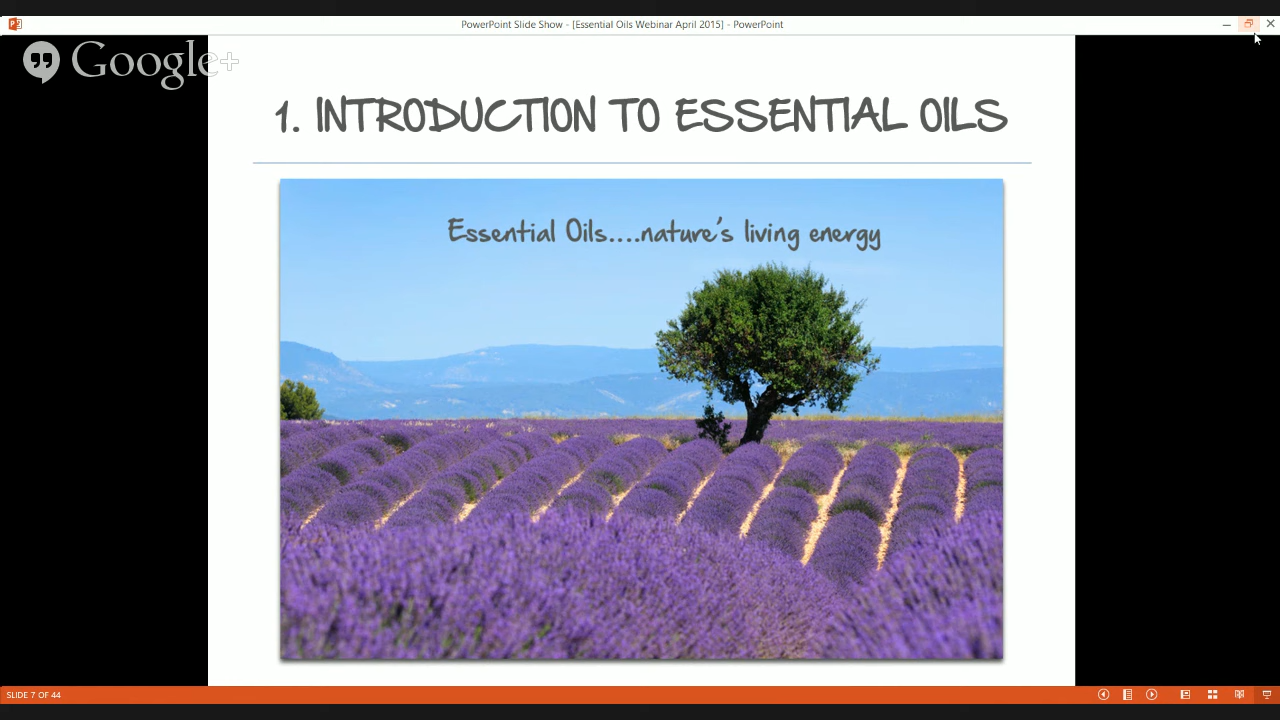 PowerPoint Slide Show - [Essential Oils Webinar April 2015] - PowerPoint
Google+
1. INTRODUCTION TO ESSENTIAL OILS
Essential Oils....nature's living energy
SLIDE 7 OF 44